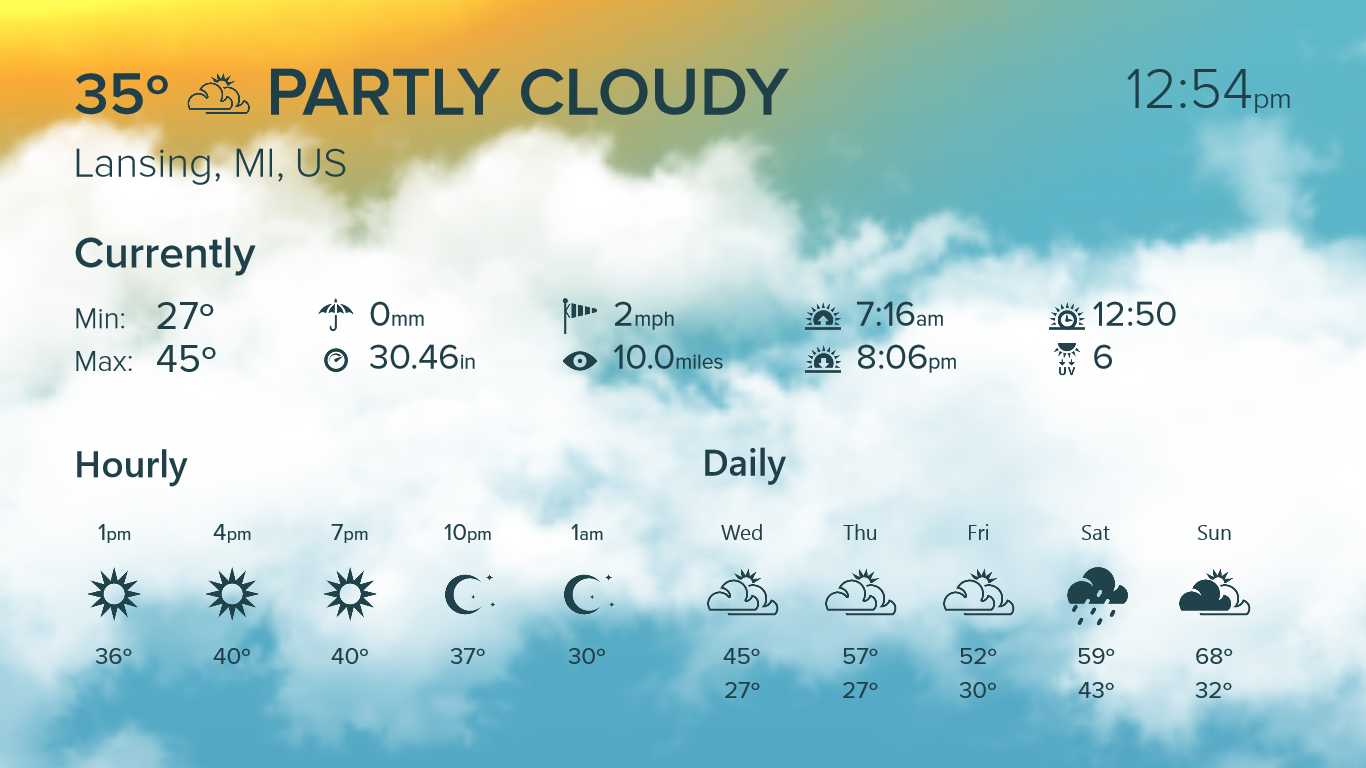 35° PARTLY CLOUDY
12:54pm
Lansing, MI, US
Currently
Min: 27° 0mm 2mph 7:16am 12:50
Max: 45° 30.46in 10.0miles 8:06pm UV 6
Hourly
1pm 4pm 7pm 10pm 1am
36° 40° 40° 37° 30°
Daily
Wed Thu Fri Sat Sun
45° 57° 52° 59° 68°
27° 27° 30° 43° 32°